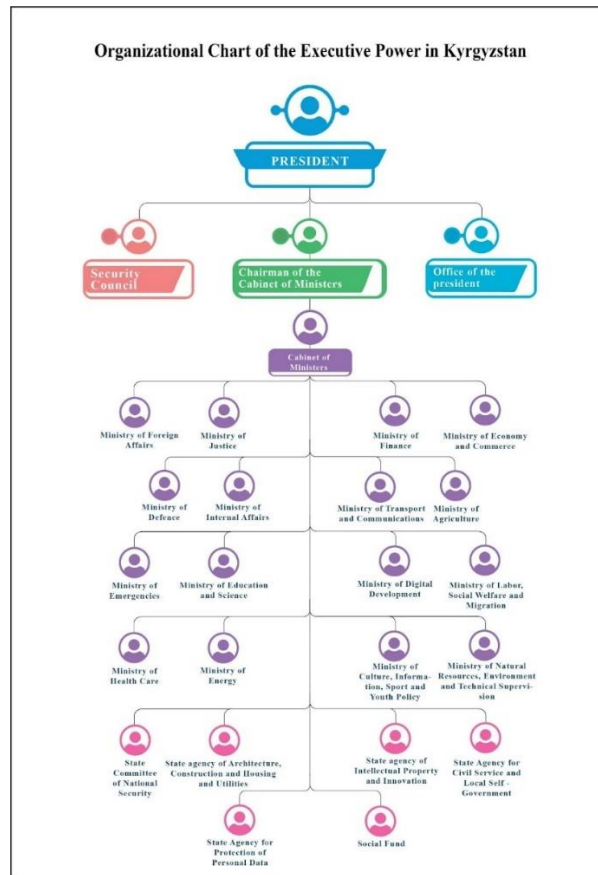 Organizational Chart of the Executive Power in Kyrgyzstan
PRESIDENT
Security
Council
Chairman of the
Cabinet of Ministers
Office of the
president
Cabinet of
Ministers
Ministry of Foreign
Affairs
Ministry of
Justice
Ministry of
Finance
Ministry of Economy
and Commerce
Ministry of
Defence
Ministry of
Internal Affairs
Ministry of Transport
and Communications
Ministry of
Agriculture
Ministry of
Emergencies
Ministry of Education
and Science
Ministry of Digital
Development
Ministry of Labor,
Social Welfare and
Migration
Ministry of
Health Care
Ministry of
Energy
Ministry of
Culture, Informa-
tion, Sport and
Youth Policy
Ministry of Natural
Resources, Environment
and Technical Supervi-
sion
State
Committee
of National
Security
State agency of Architecture,
Construction and Housing
and Utilities
State agency of
Intellectual Property
and Innovation
State Agency for
Civil Service and
Local Self -
Government
State Agency for
Protection of
Personal Data
Social Fund